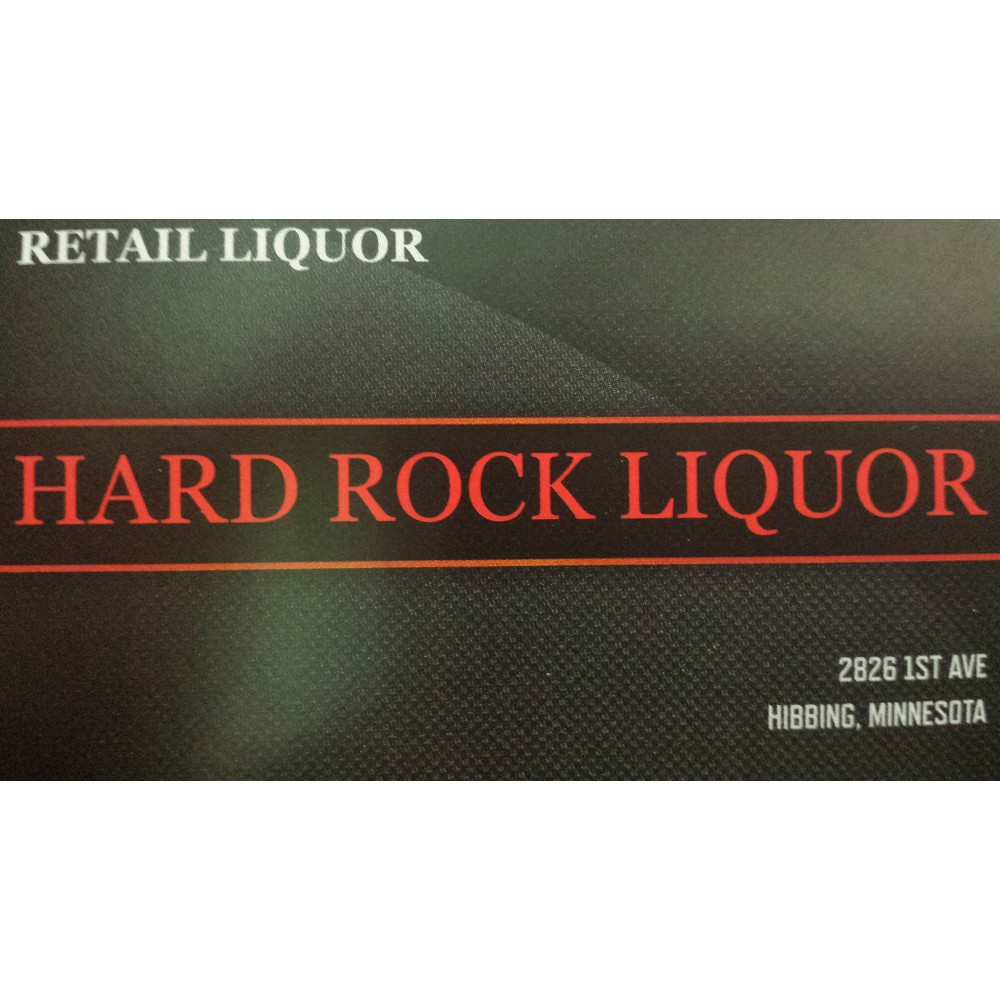 RETAIL LIQUOR
HARD ROCK LIQUOR
2826 1ST AVE
HIBBING, MINNESOTA